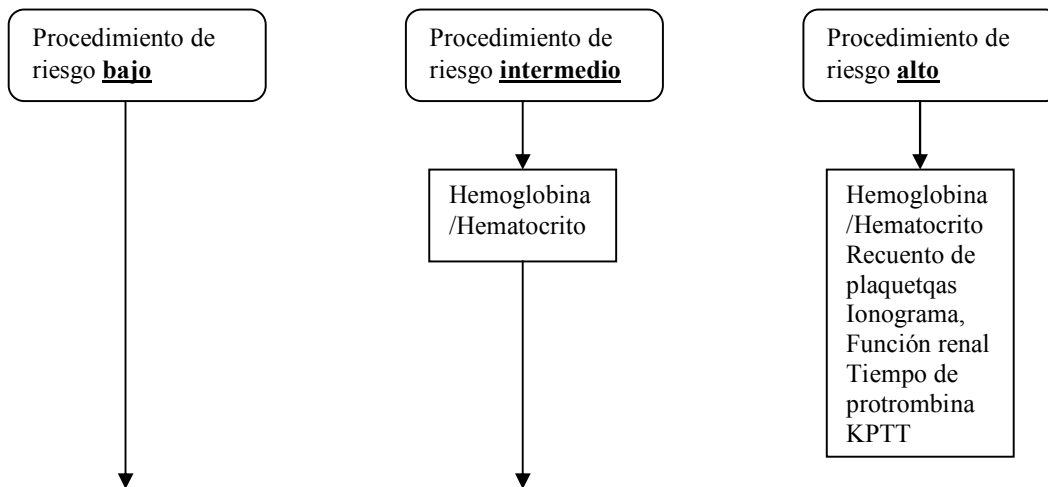 Procedimiento de
riesgo bajo
Procedimiento de
riesgo intermedio
Procedimiento de
riesgo alto
Hemoglobina
/Hematocrito
Hemoglobina
/Hematocrito
Recuento de
plaquetqas
Ionograma,
Función renal
Tiempo de
protrombina
KPTT